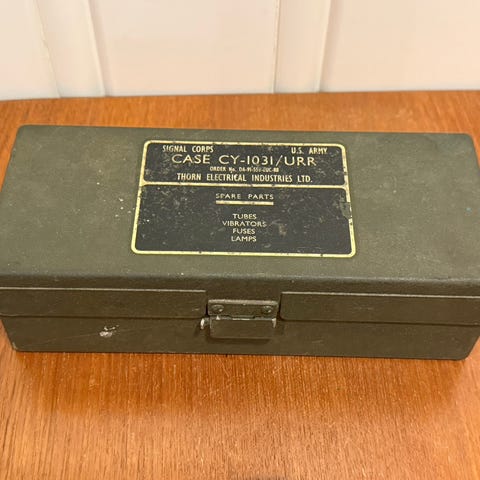 SIGNAL CORPS U.S. ARMY
CASE CY-1031/URR
ORDER No.
THORN ELECTRICAL INDUSTRIES LTD.
SPARE PARTS
TUBES
VIBRATORS
FUSES
LAMPS